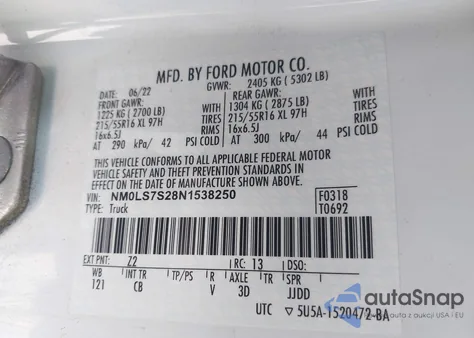 MFD. BY FORD MOTOR CO.
DATE: 06/22 GVWR: 2405 KG ( 5302 LB)
FRONT GAWR: REAR GAWR:
1225 KG ( 2700 LB) WITH 1304 KG ( 2875 LB) WITH
215/55R16 XL 97H TIRES 215/55R16 XL 97H TIRES
16x6.5J RIMS 16x6.5J RIMS
AT 290 kPa/ 42 PSI COLD AT 300 kPa/ 44 PSI COLD
THIS VEHICLE CONFORMS TO ALL APPLICABLE FEDERAL MOTOR
VEHICLE SAFETY AND THEFT PREVENTION STANDARDS IN EFFECT
ON THE DATE OF MANUFACTURE SHOWN ABOVE.
VIN: NM0LS7S28N1538250 F0318
TYPE: Truck T0692
EXT PNT: Z2 RC: 13 DSO:
WB INT TR TP/PS R AXLE TR SPR
121 CB V 3D JJDD
UTC ▽ 5U5A-1520472-BA
autoSnap
Aukcje aut z USA i EU